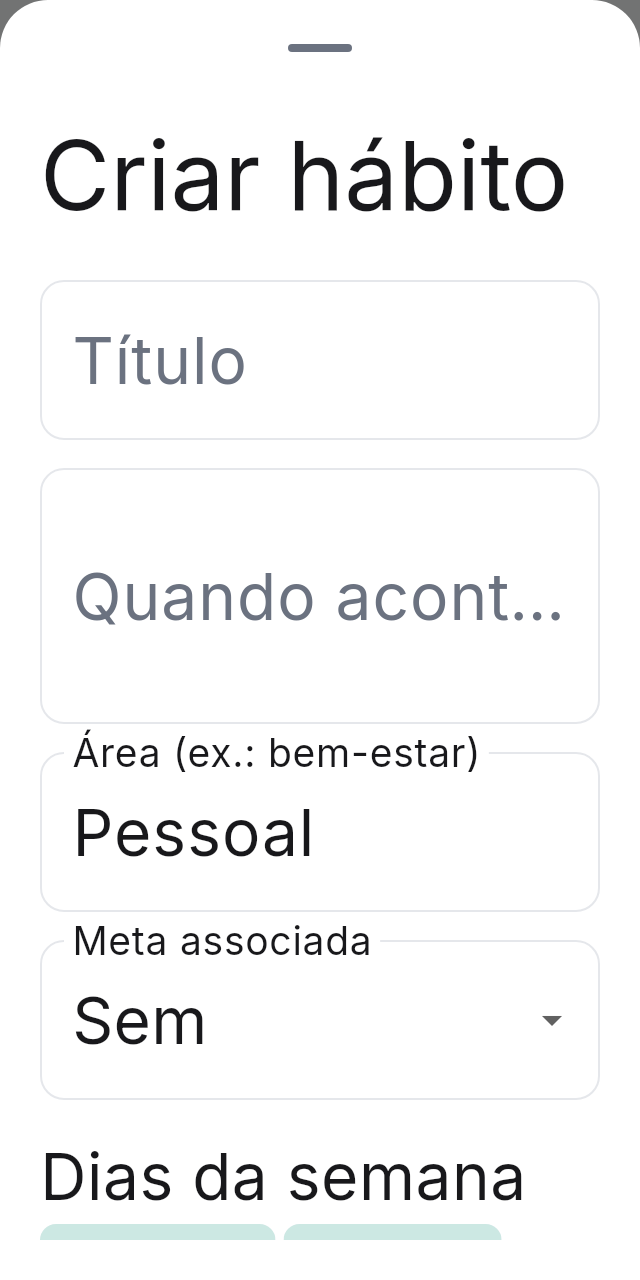 Criar hábito
Título
Quando acont...
Área (ex.: bem-estar)
Pessoal
Meta associada
Sem
Dias da semana